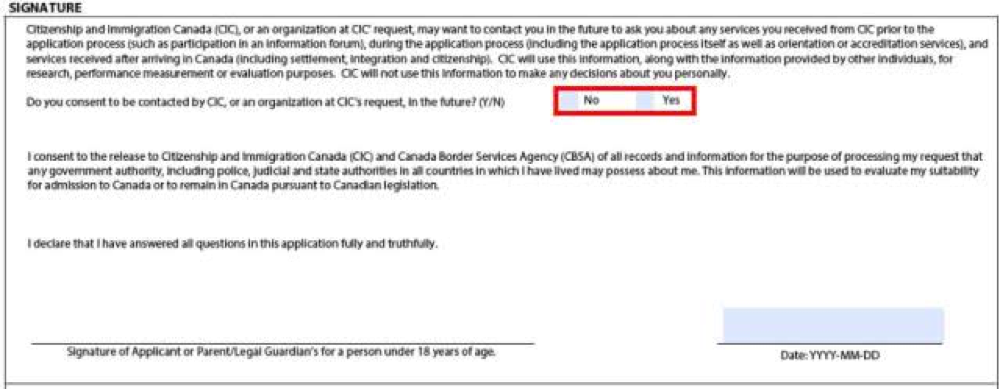 SIGNATURE
Citizenship and Immigration Canada (CIC), or an organization at CIC' request, may want to contact you in the future to ask you about any services you received from CIC prior to the
application process (such as participation in an information forum), during the application process (including the application process itself as well as orientation or accreditation services), and
services received after arriving in Canada (including settlement, integration and citizenship). CIC will use this information, along with the information provided by other individuals, for
research, performance measurement or evaluation purposes. CIC will not use this information to make any decisions about you personally.
Do you consent to be contacted by CIC, or an organization at CIC's request, in the future? (Y/N) No Yes
I consent to the release to Citizenship and Immigration Canada (CIC) and Canada Border Services Agency (CBSA) of all records and information for the purpose of processing my request that
any government authority, including police, judicial and state authorities in all countries in which I have lived may possess about me. This information will be used to evaluate my suitability
for admission to Canada or to remain in Canada pursuant to Canadian legislation.
I declare that I have answered all questions in this application fully and truthfully.
Signature of Applicant or Parent/Legal Guardian's for a person under 18 years of age.
Date: YYYY-MM-DD